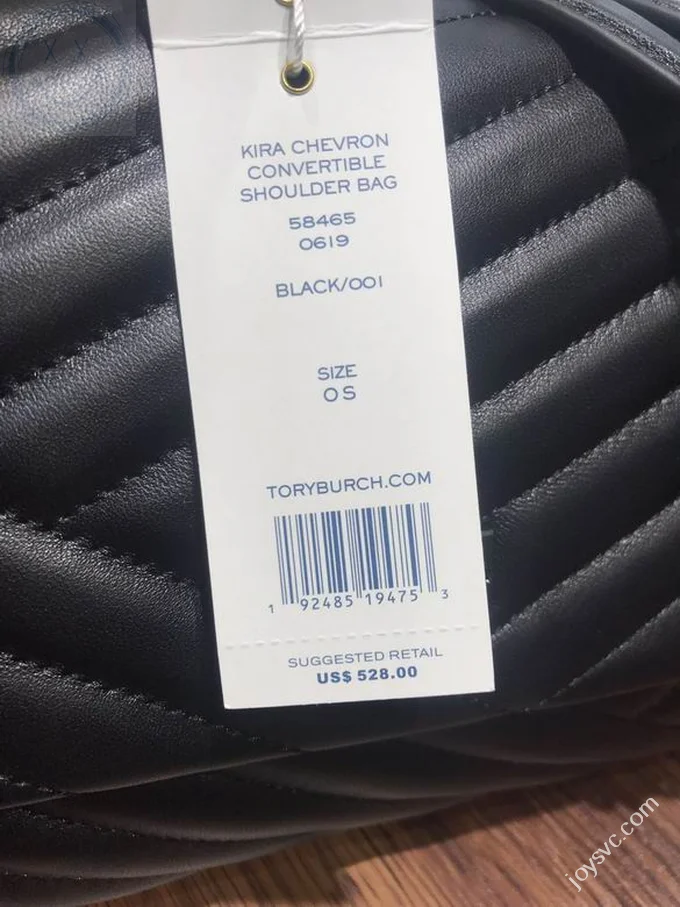 KIRA CHEVRON
CONVERTIBLE
SHOULDER BAG
58465
0619
BLACK/001
SIZE
OS
TORYBURCH.COM
1 92485 19475 3
SUGGESTED RETAIL
US$ 528.00
joysvc.com